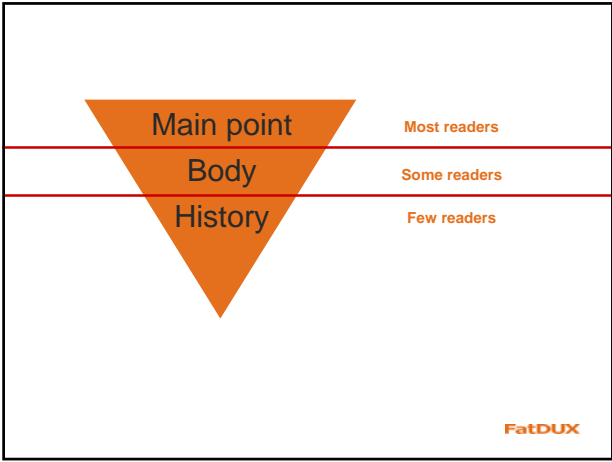 Main point Most readers
Body Some readers
History Few readers
FatDUX